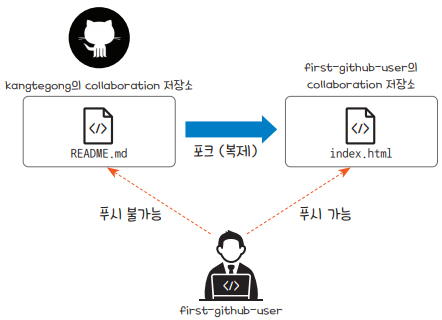 kangtegong의 collaboration 저장소
first-github-user의
collaboration 저장소
</>
README.md
포크 (복제)
</>
index.html
푸시 불가능
푸시 가능
</>
first-github-user